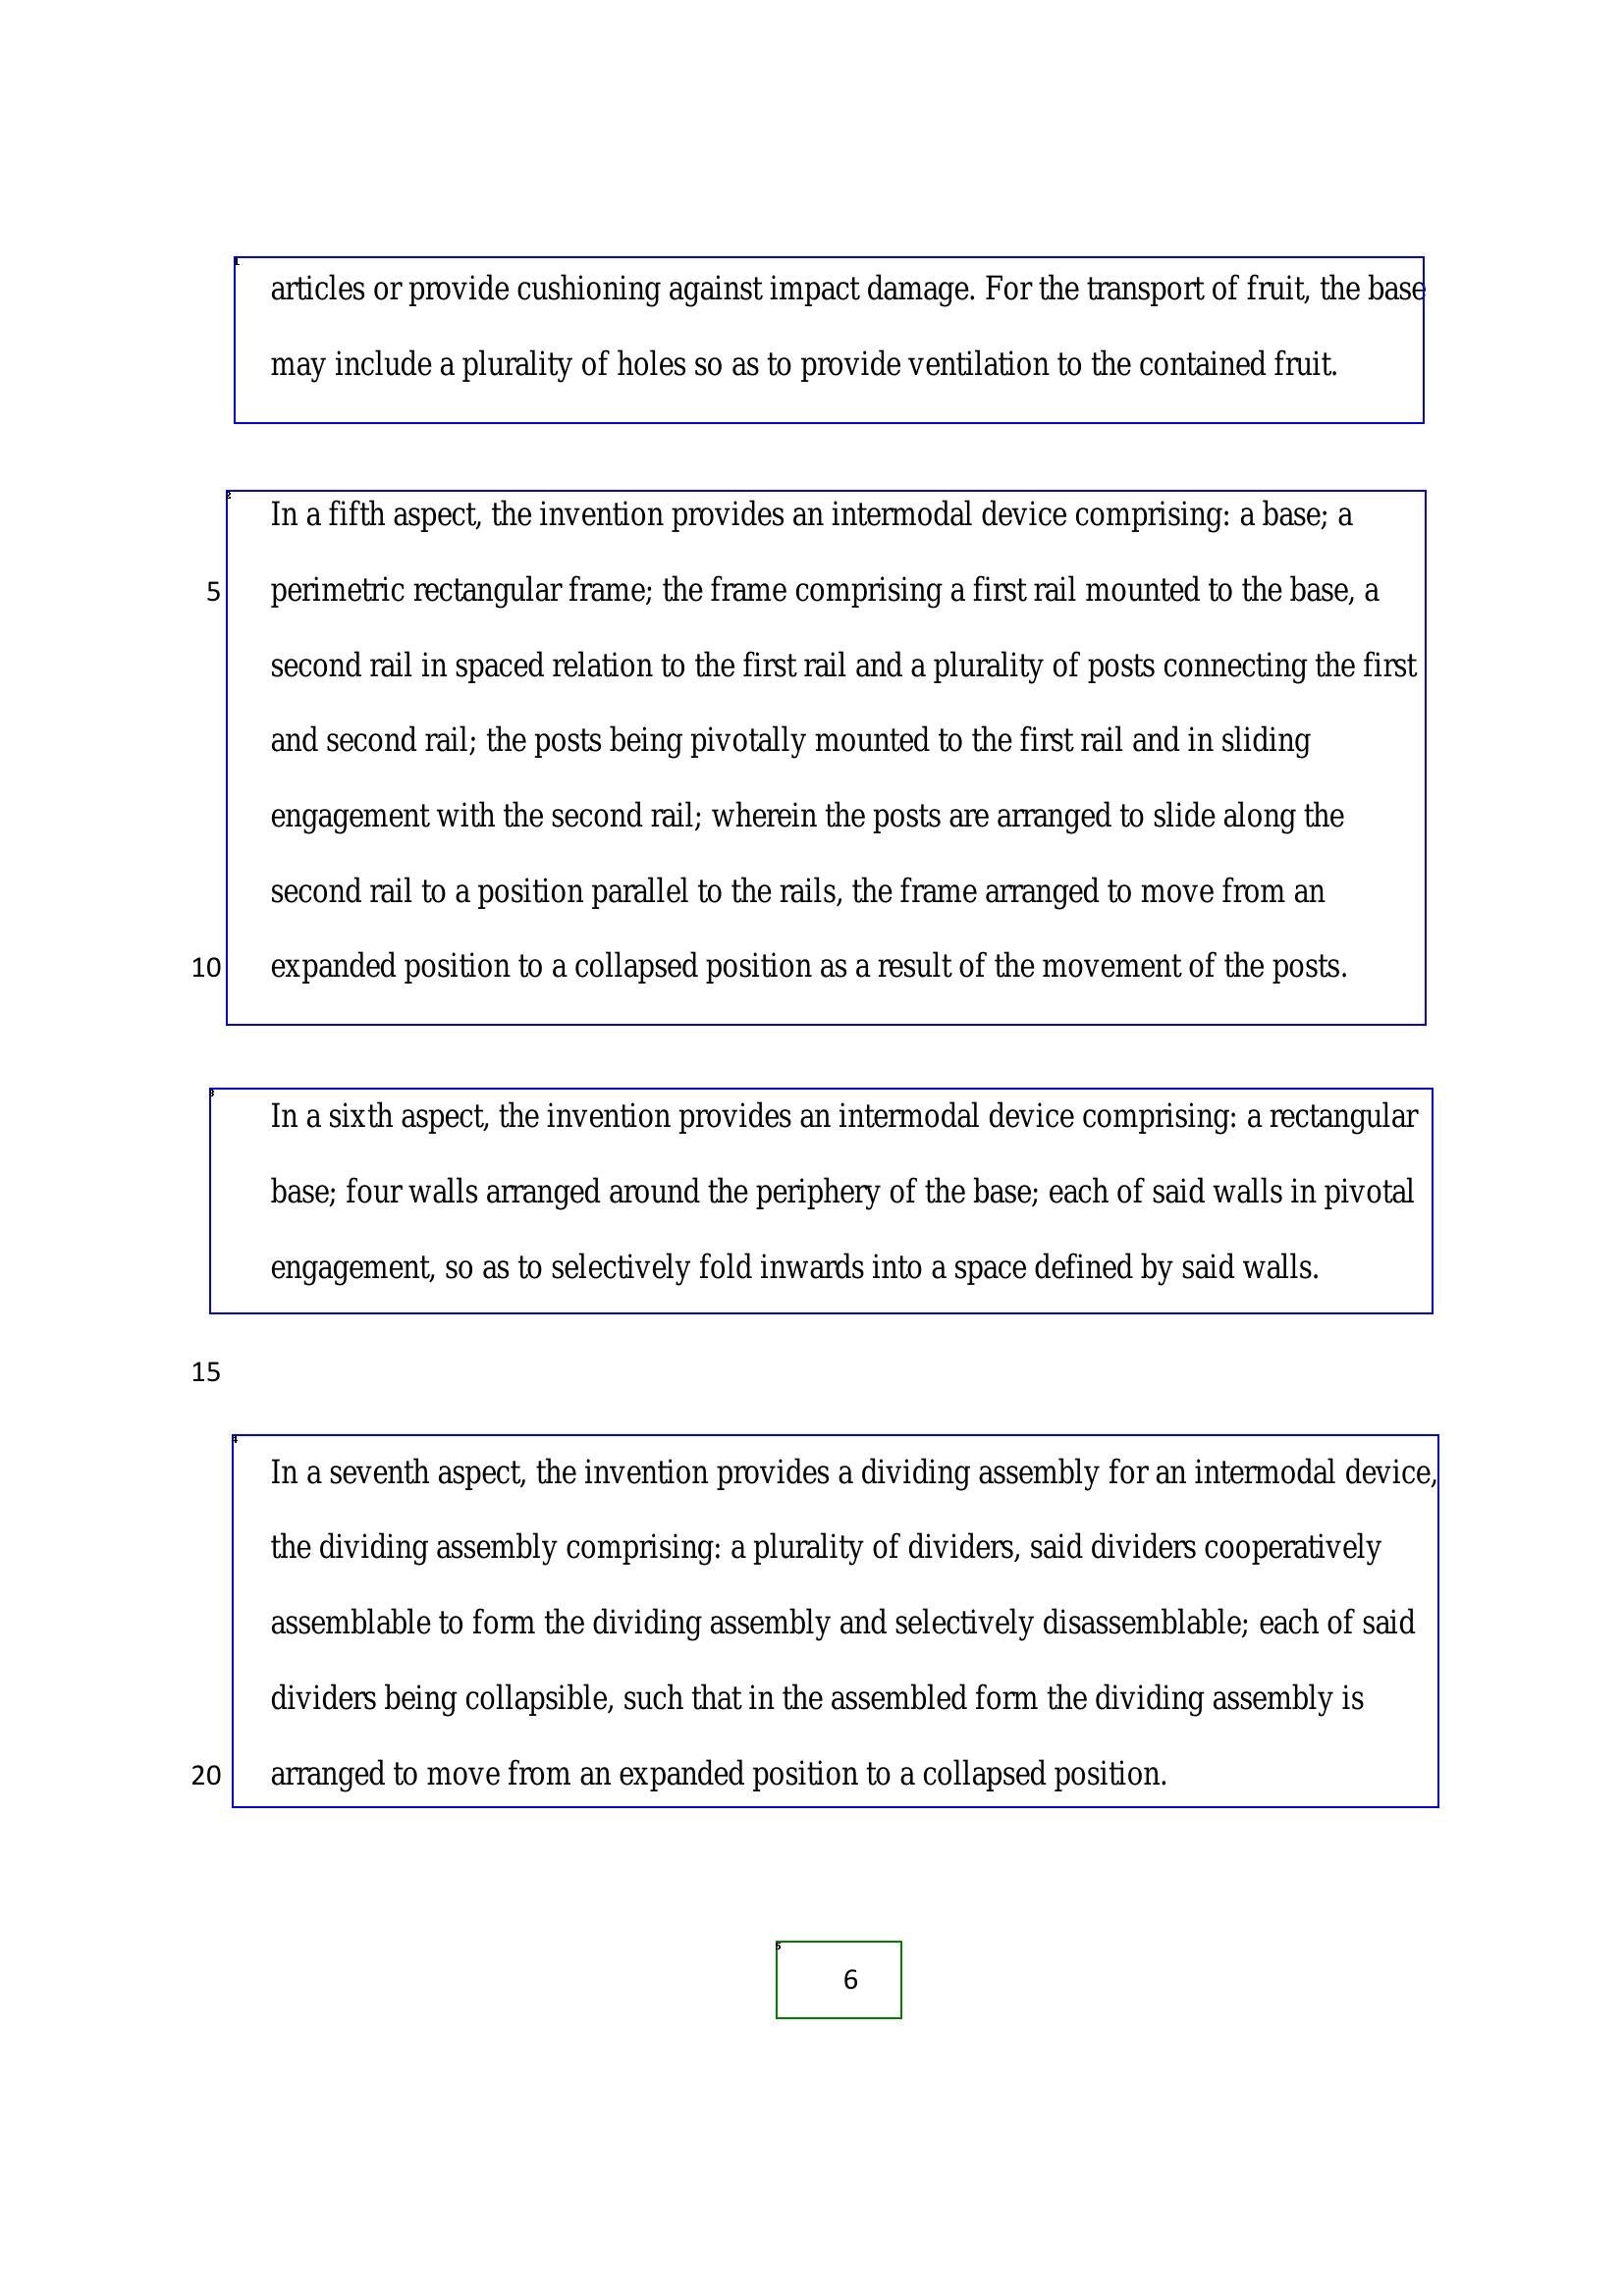 articles or provide cushioning against impact damage. For the transport of fruit, the base
may include a plurality of holes so as to provide ventilation to the contained fruit.
In a fifth aspect, the invention provides an intermodal device comprising: a base; a
5 perimetric rectangular frame; the frame comprising a first rail mounted to the base, a
second rail in spaced relation to the first rail and a plurality of posts connecting the first
and second rail; the posts being pivotally mounted to the first rail and in sliding
engagement with the second rail; wherein the posts are arranged to slide along the
second rail to a position parallel to the rails, the frame arranged to move from an
10 expanded position to a collapsed position as a result of the movement of the posts.
In a sixth aspect, the invention provides an intermodal device comprising: a rectangular
base; four walls arranged around the periphery of the base; each of said walls in pivotal
engagement, so as to selectively fold inwards into a space defined by said walls.
15
In a seventh aspect, the invention provides a dividing assembly for an intermodal device,
the dividing assembly comprising: a plurality of dividers, said dividers cooperatively
assemblable to form the dividing assembly and selectively disassemblable; each of said
dividers being collapsible, such that in the assembled form the dividing assembly is
20 arranged to move from an expanded position to a collapsed position.
6